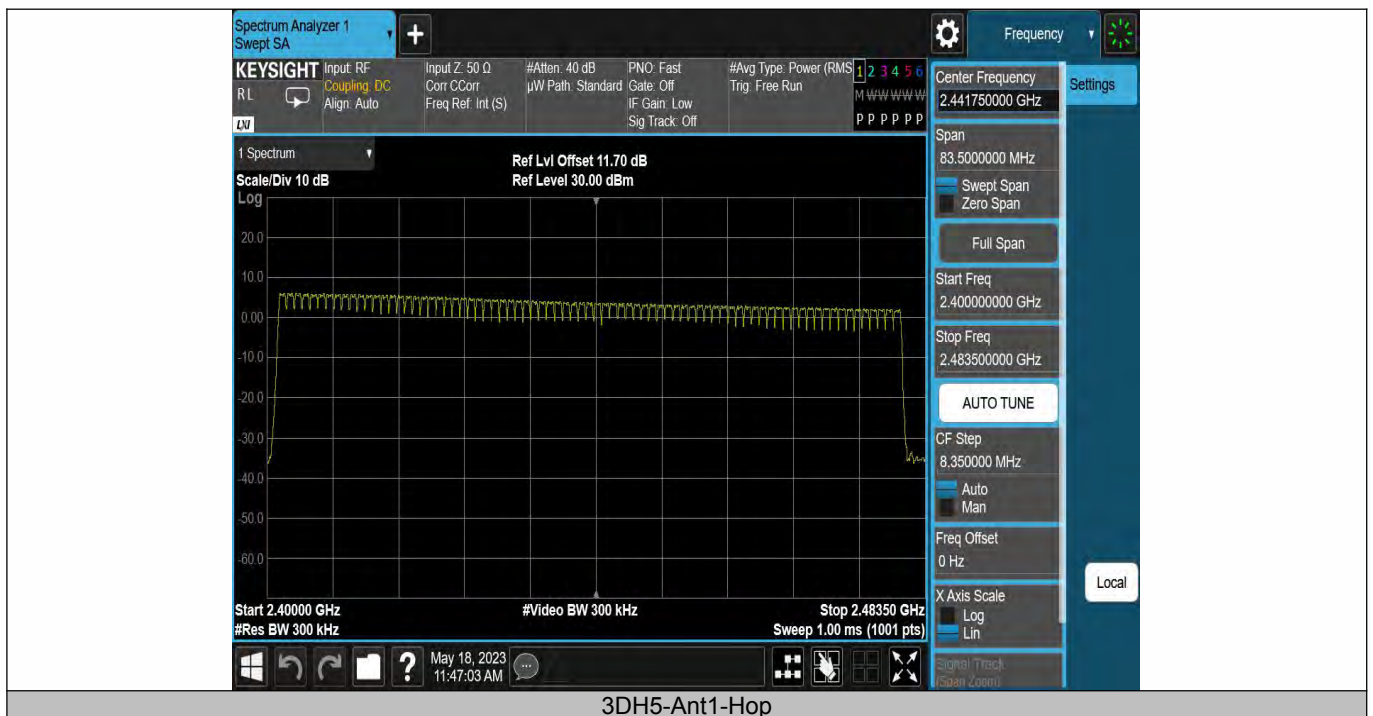 Spectrum Analyzer 1
Swept SA
Frequency
KEYSIGHT
RL
LXI
Input: RF
Coupling: DC
Align: Auto
Input Z: 50 Ω
Corr CCorr
Freq Ref: Int (S)
#Atten: 40 dB
µW Path: Standard
PNO: Fast
Gate: Off
IF Gain: Low
Sig Track: Off
#Avg Type: Power (RMS
Trig: Free Run
1 2 3 4 5 6
M W W W W W
P P P P P P
1 Spectrum
Scale/Div 10 dB
Log
Ref Lvl Offset 11.70 dB
Ref Level 30.00 dBm
20.0
10.0
0.00
-10.0
-20.0
-30.0
-40.0
-50.0
-60.0
Start 2.40000 GHz
#Res BW 300 kHz
#Video BW 300 kHz
Stop 2.48350 GHz
Sweep 1.00 ms (1001 pts)
May 18, 2023
11:47:03 AM
Center Frequency
2.441750000 GHz
Settings
Span
83.5000000 MHz
Swept Span
Zero Span
Full Span
Start Freq
2.400000000 GHz
Stop Freq
2.483500000 GHz
AUTO TUNE
CF Step
8.350000 MHz
Auto
Man
Freq Offset
0 Hz
X Axis Scale
Log
Lin
Signal Track
(Span Zoom)
Local
3DH5-Ant1-Hop